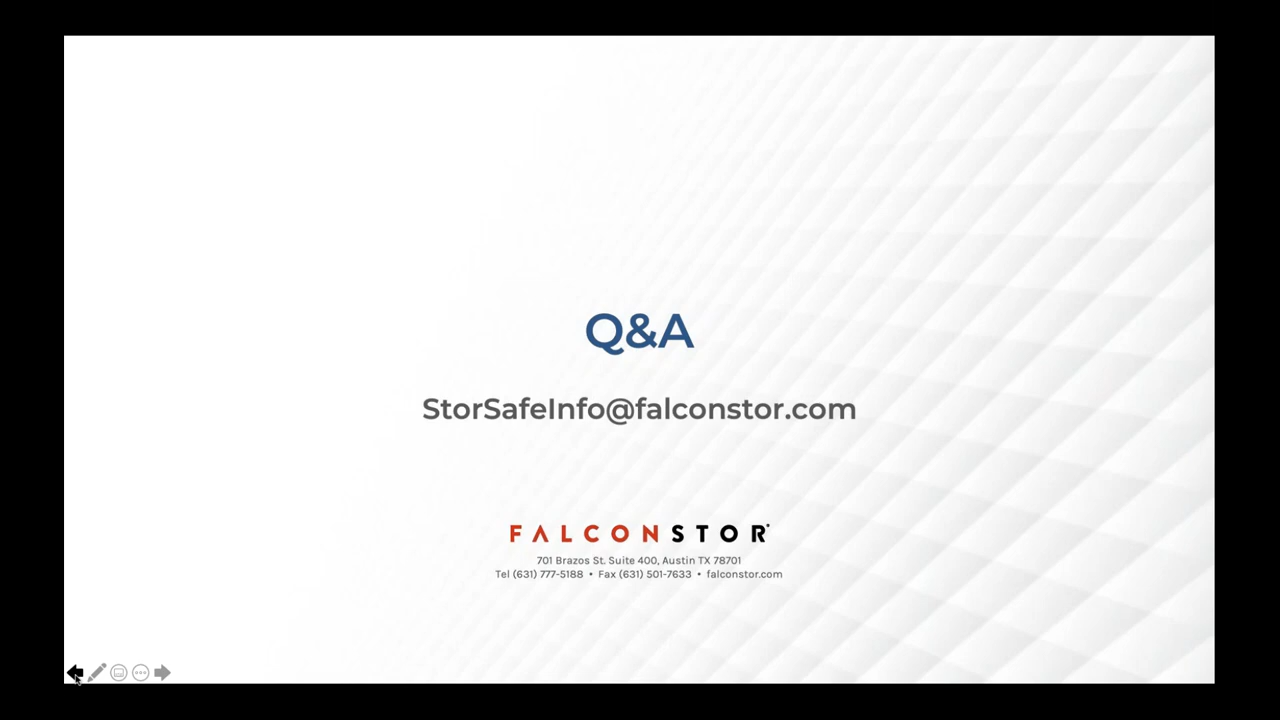 Q&A
StorSafeInfo@falconstor.com
FALCONSTOR®
701 Brazos St. Suite 400, Austin TX 78701
Tel (631) 777-5188 • Fax (631) 501-7633 • falconstor.com